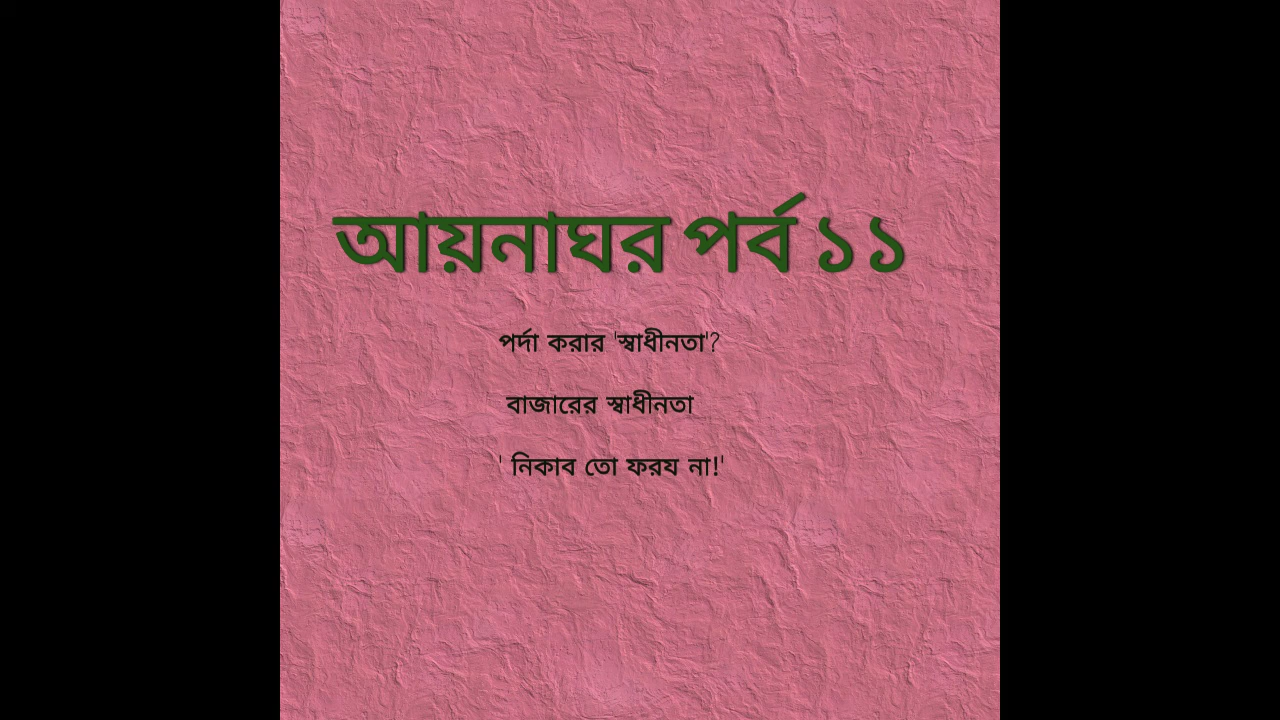 আয়নাঘর পর্ব ১১
পর্দা করার 'স্বাধীনতা'?
বাজারের স্বাধীনতা
' নিকাব তো ফরয না!'